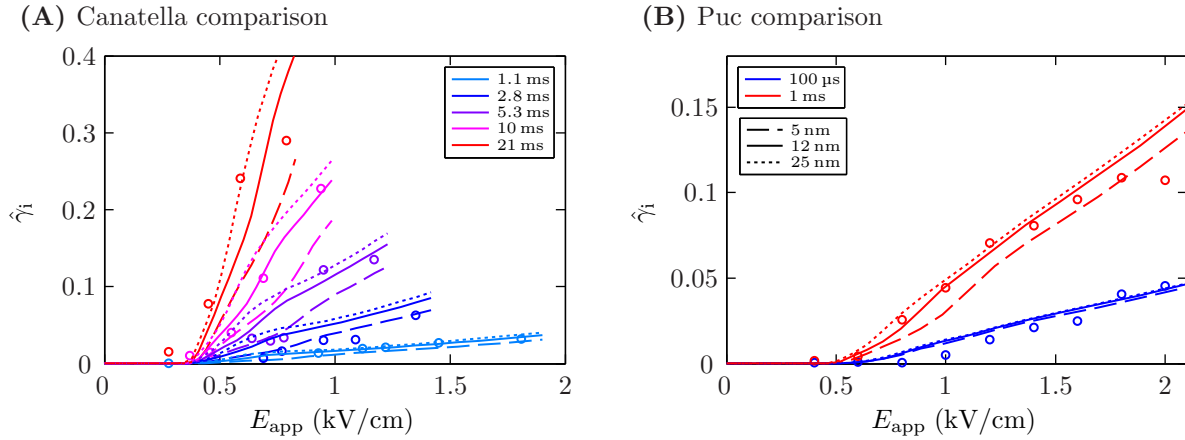 (A) Canatella comparison
0.4
0.3
0.2
0.1
0
0
0.5
1
1.5
2
γ̂i
Eapp (kV/cm)
1.1 ms
2.8 ms
5.3 ms
10 ms
21 ms
(B) Puc comparison
0.15
0.1
0.05
0
0
0.5
1
1.5
2
γ̂i
Eapp (kV/cm)
100 µs
1 ms
5 nm
12 nm
25 nm